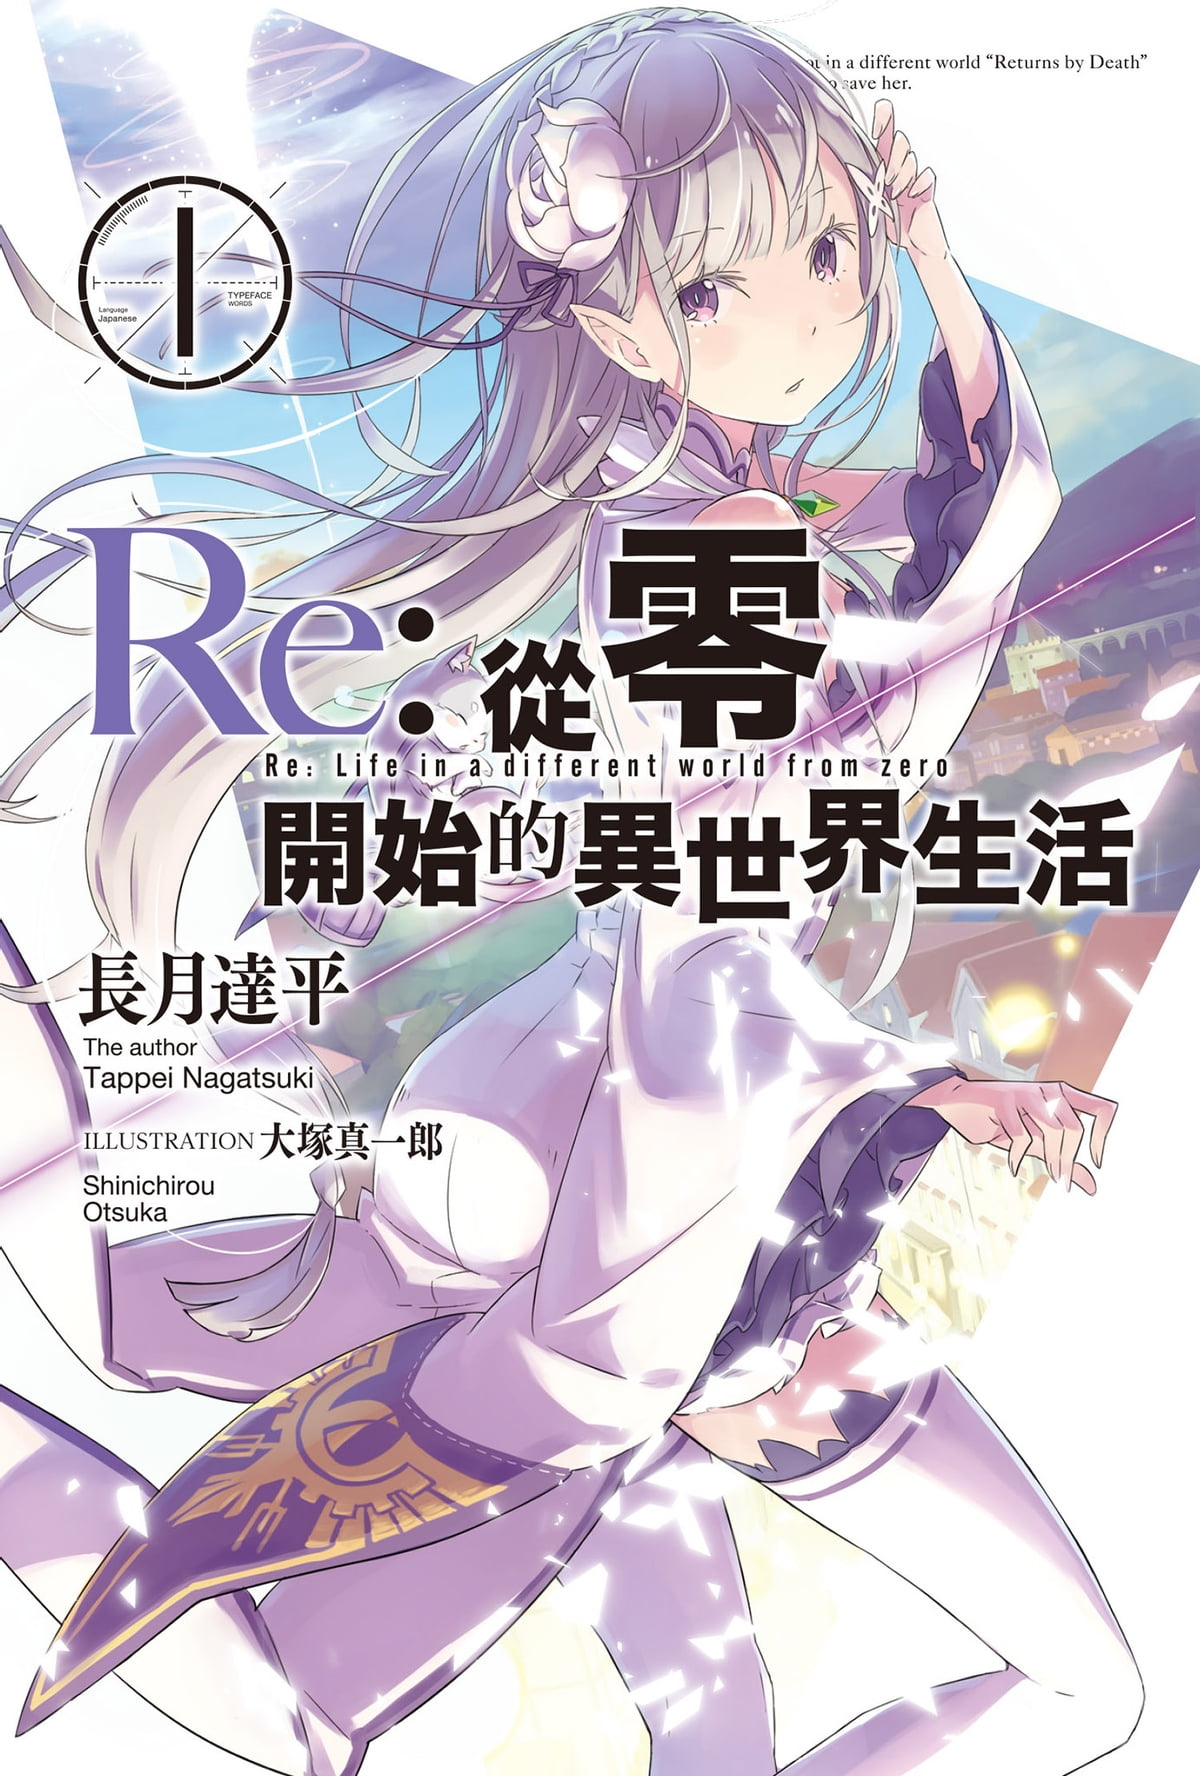 in a different world “Returns by Death”
save her.
1
TYPEFACE
WORDS
Language
Japanese
Re:從零
Re: Life in a different world from zero
開始的異世界生活
長月達平
The author
Tappei Nagatsuki
ILLUSTRATION 大塚真一郎
Shinichirou
Otsuka